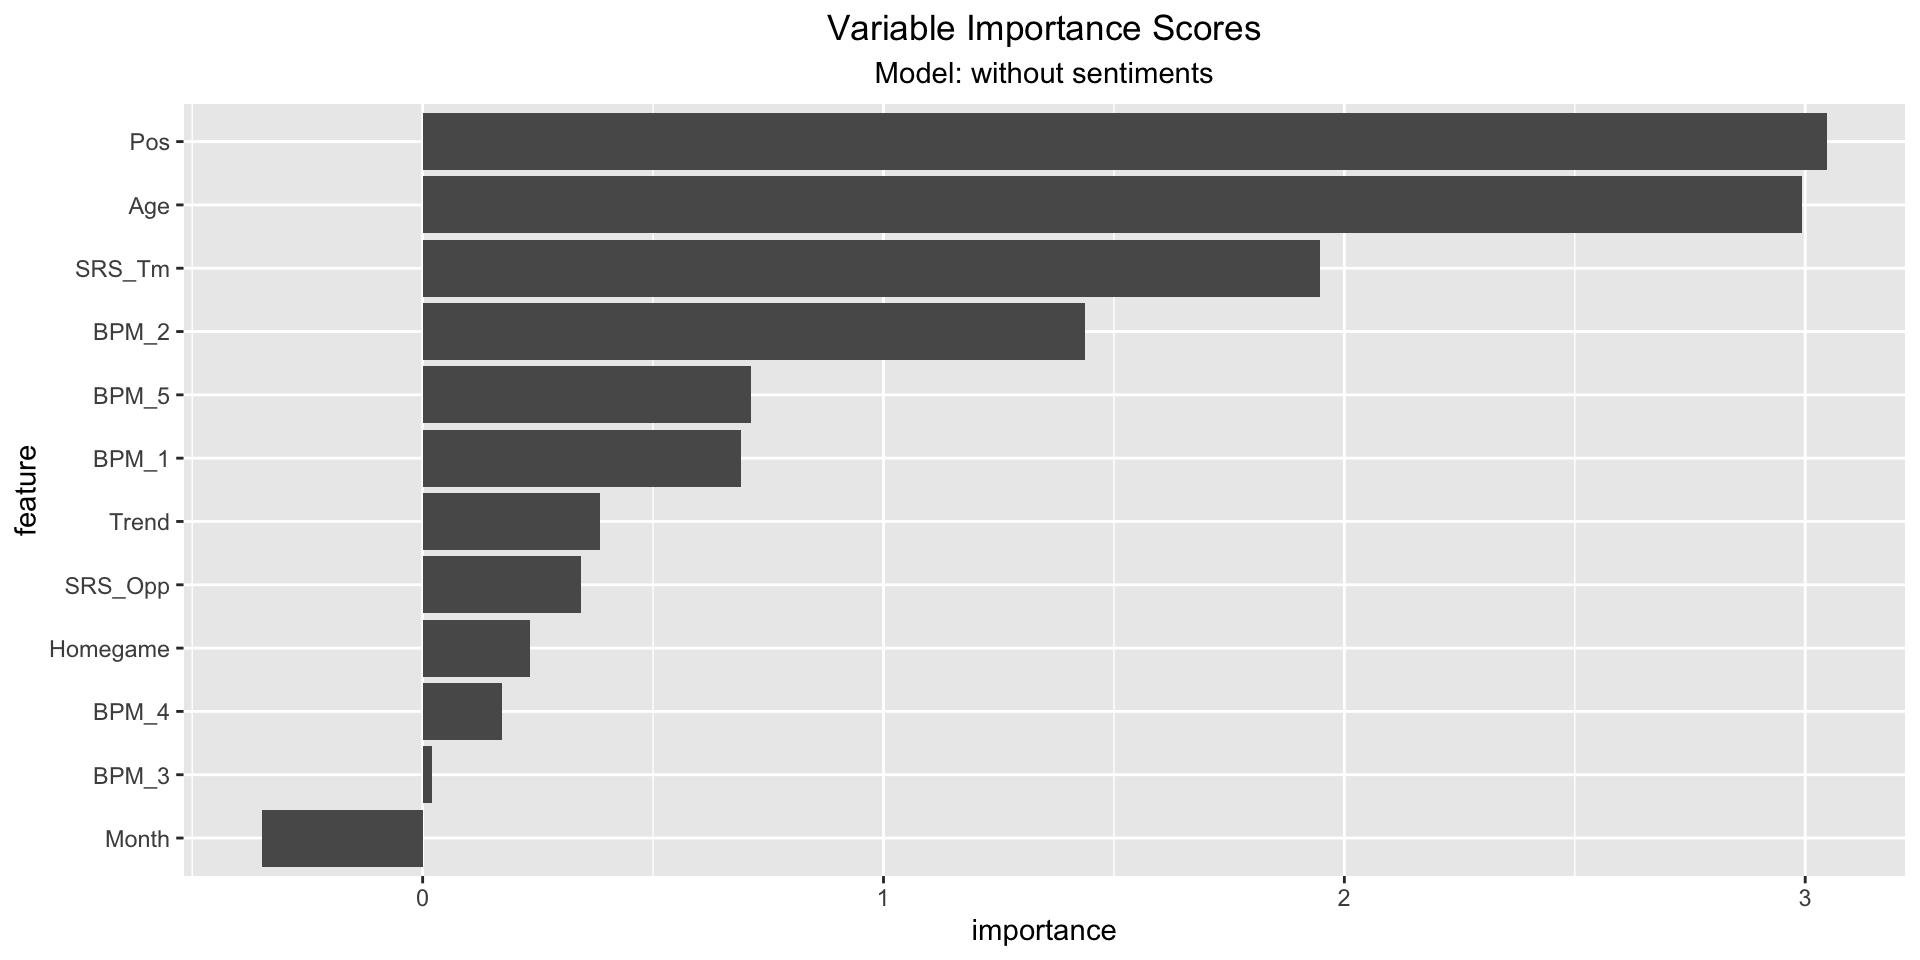 Variable Importance Scores
Model: without sentiments
Pos
Age
SRS_Tm
BPM_2
BPM_5
BPM_1
Trend
SRS_Opp
Homegame
BPM_4
BPM_3
Month
feature
0 1 2 3
importance